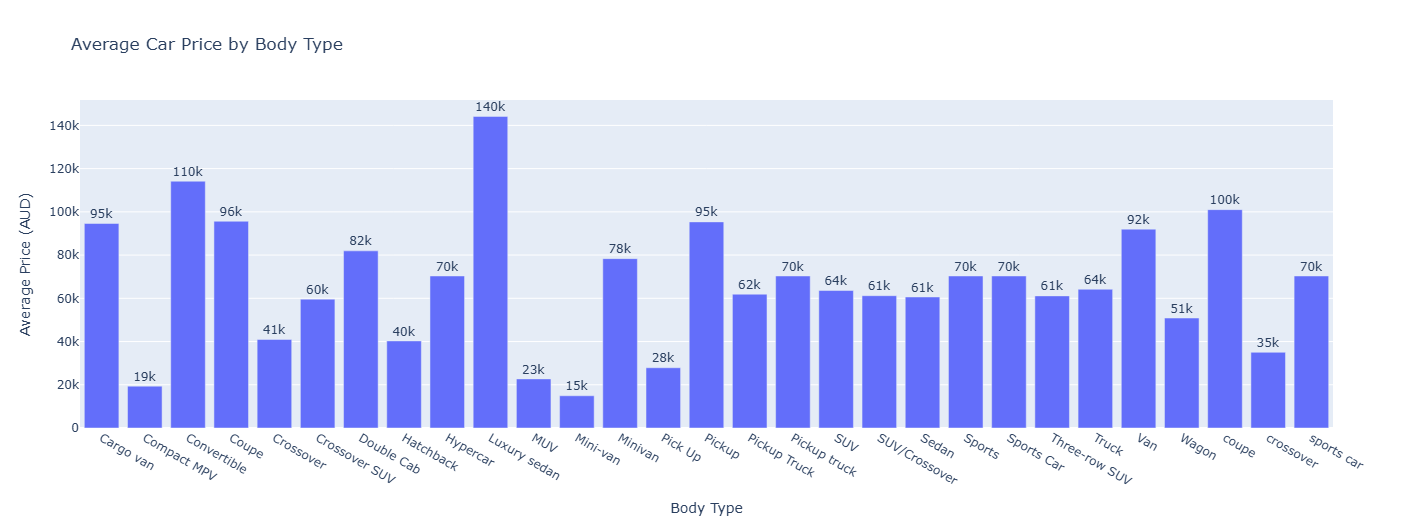 Average Car Price by Body Type
Average Price (AUD)
140k
120k
100k
80k
60k
40k
20k
0
95k
19k
110k
96k
41k
60k
82k
40k
70k
140k
23k
15k
78k
28k
95k
62k
70k
64k
61k
61k
70k
70k
61k
64k
92k
51k
100k
35k
70k
Cargo van
Compact MPV
Convertible
Coupe
Crossover
Crossover SUV
Double Cab
Hatchback
Hypercar
Luxury sedan
MUV
Mini-van
Minivan
Pick Up
Pickup
Pickup Truck
Pickup truck
SUV
SUV/Crossover
Sedan
Sports
Sports Car
Three-row SUV
Truck
Van
Wagon
coupe
crossover
sports car
Body Type